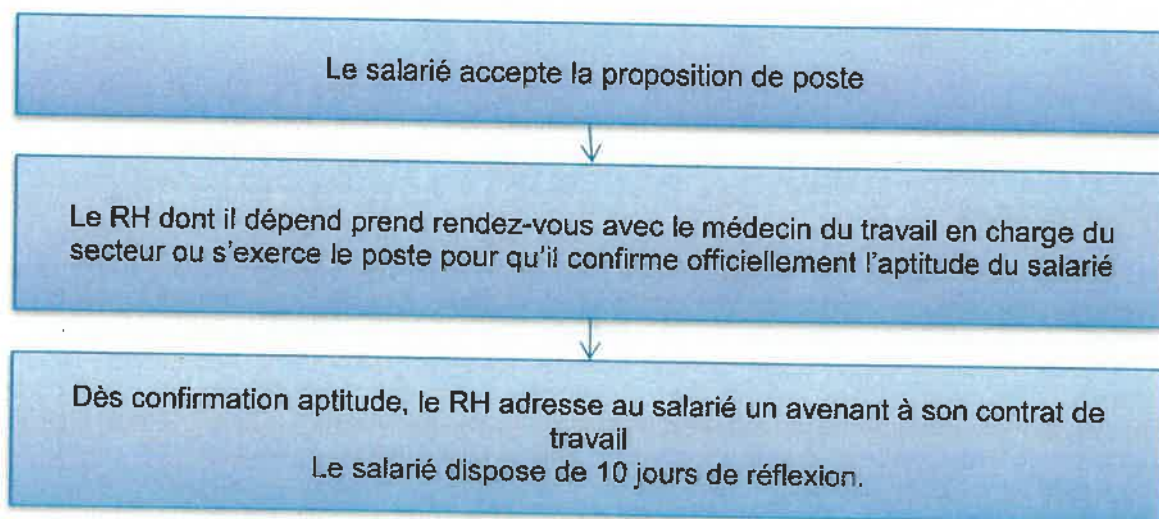 Le salarié accepte la proposition de poste
Le RH dont il dépend prend rendez-vous avec le médecin du travail en charge du
secteur ou s'exerce le poste pour qu'il confirme officiellement l'aptitude du salarié
Dès confirmation aptitude, le RH adresse au salarié un avenant à son contrat de
travail
Le salarié dispose de 10 jours de réflexion.